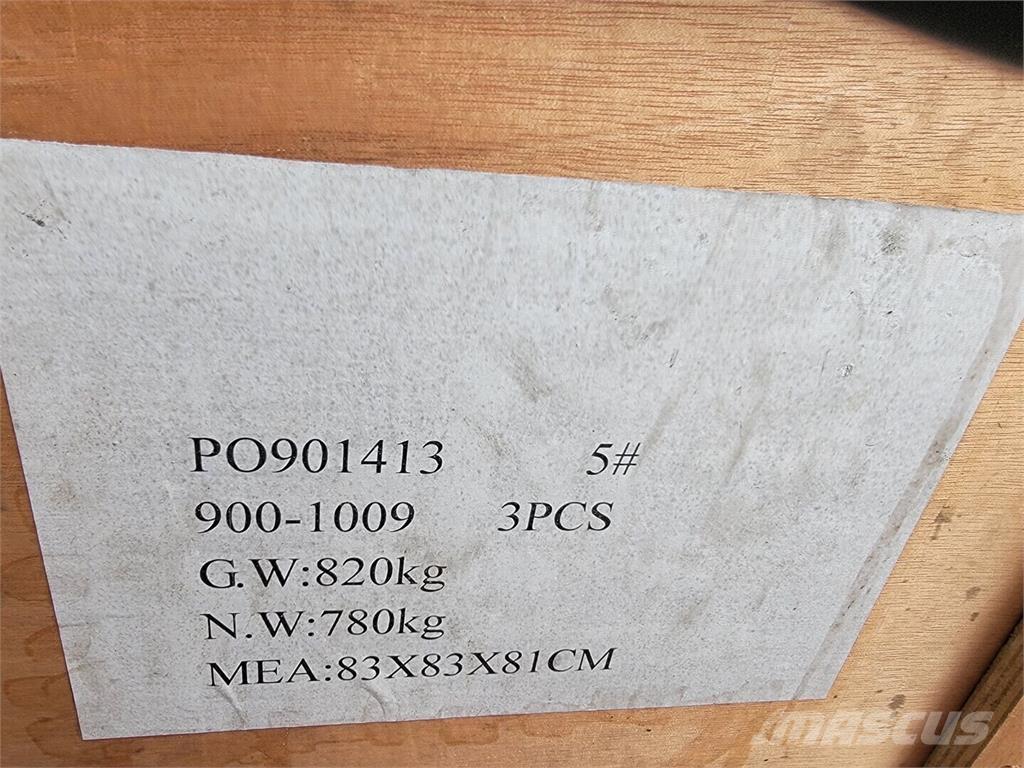 PO901413 5#
900-1009 3PCS
G.W:820kg
N.W:780kg
MEA:83X83X81CM
MASCUS